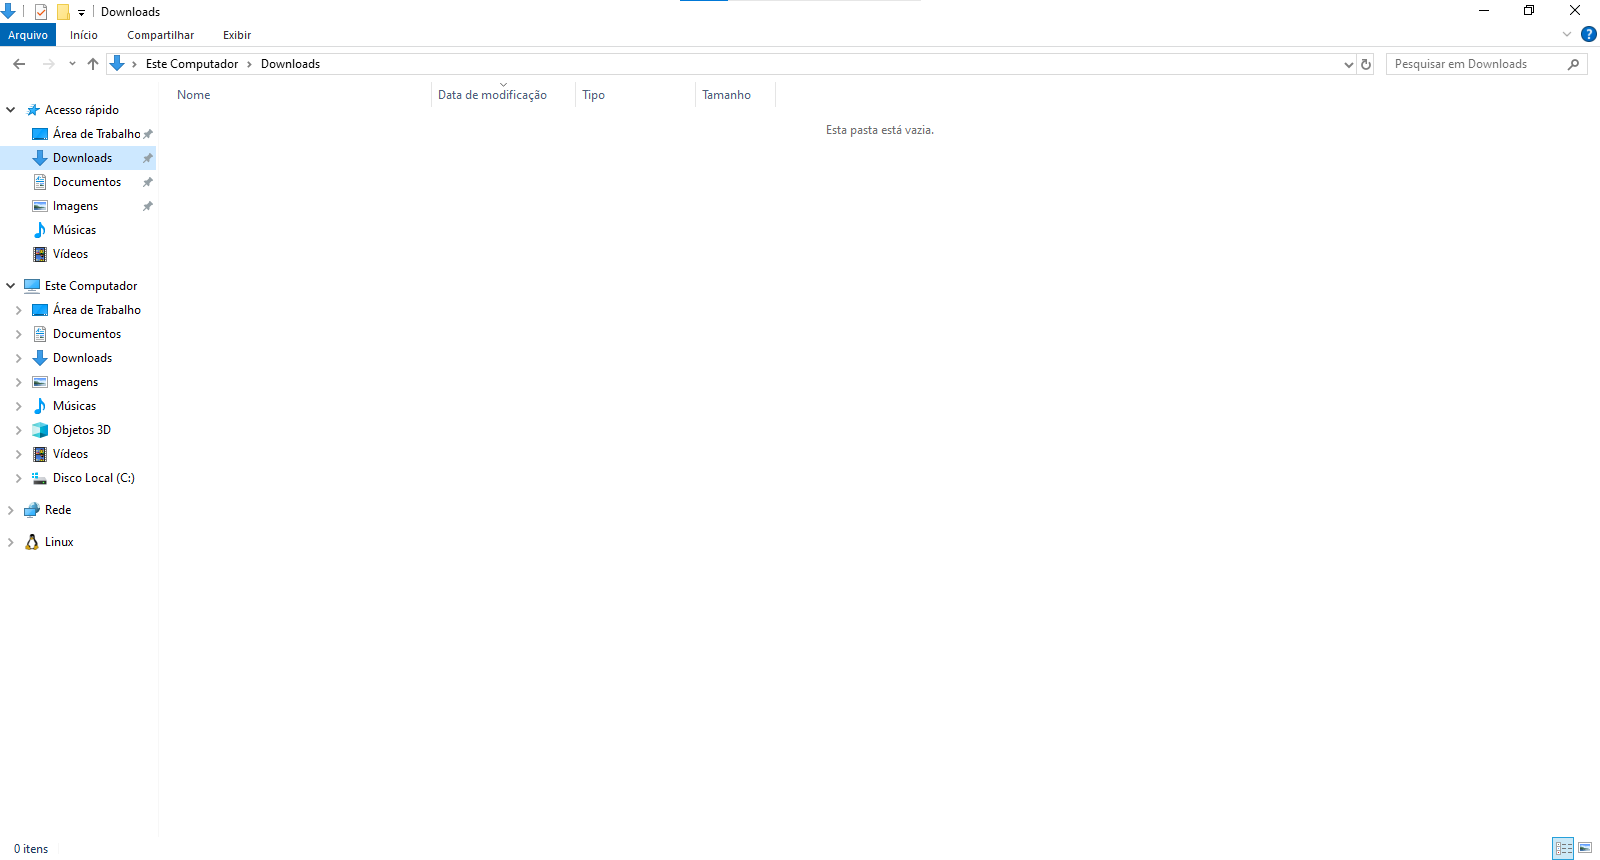 Downloads
Arquivo Início Compartilhar Exibir
Este Computador Downloads
Pesquisar em Downloads
Nome Data de modificação Tipo Tamanho
Esta pasta está vazia.
Acesso rápido
Área de Trabalho
Downloads
Documentos
Imagens
Músicas
Vídeos
Este Computador
Área de Trabalho
Documentos
Downloads
Imagens
Músicas
Objetos 3D
Vídeos
Disco Local (C:)
Rede
Linux
0 itens